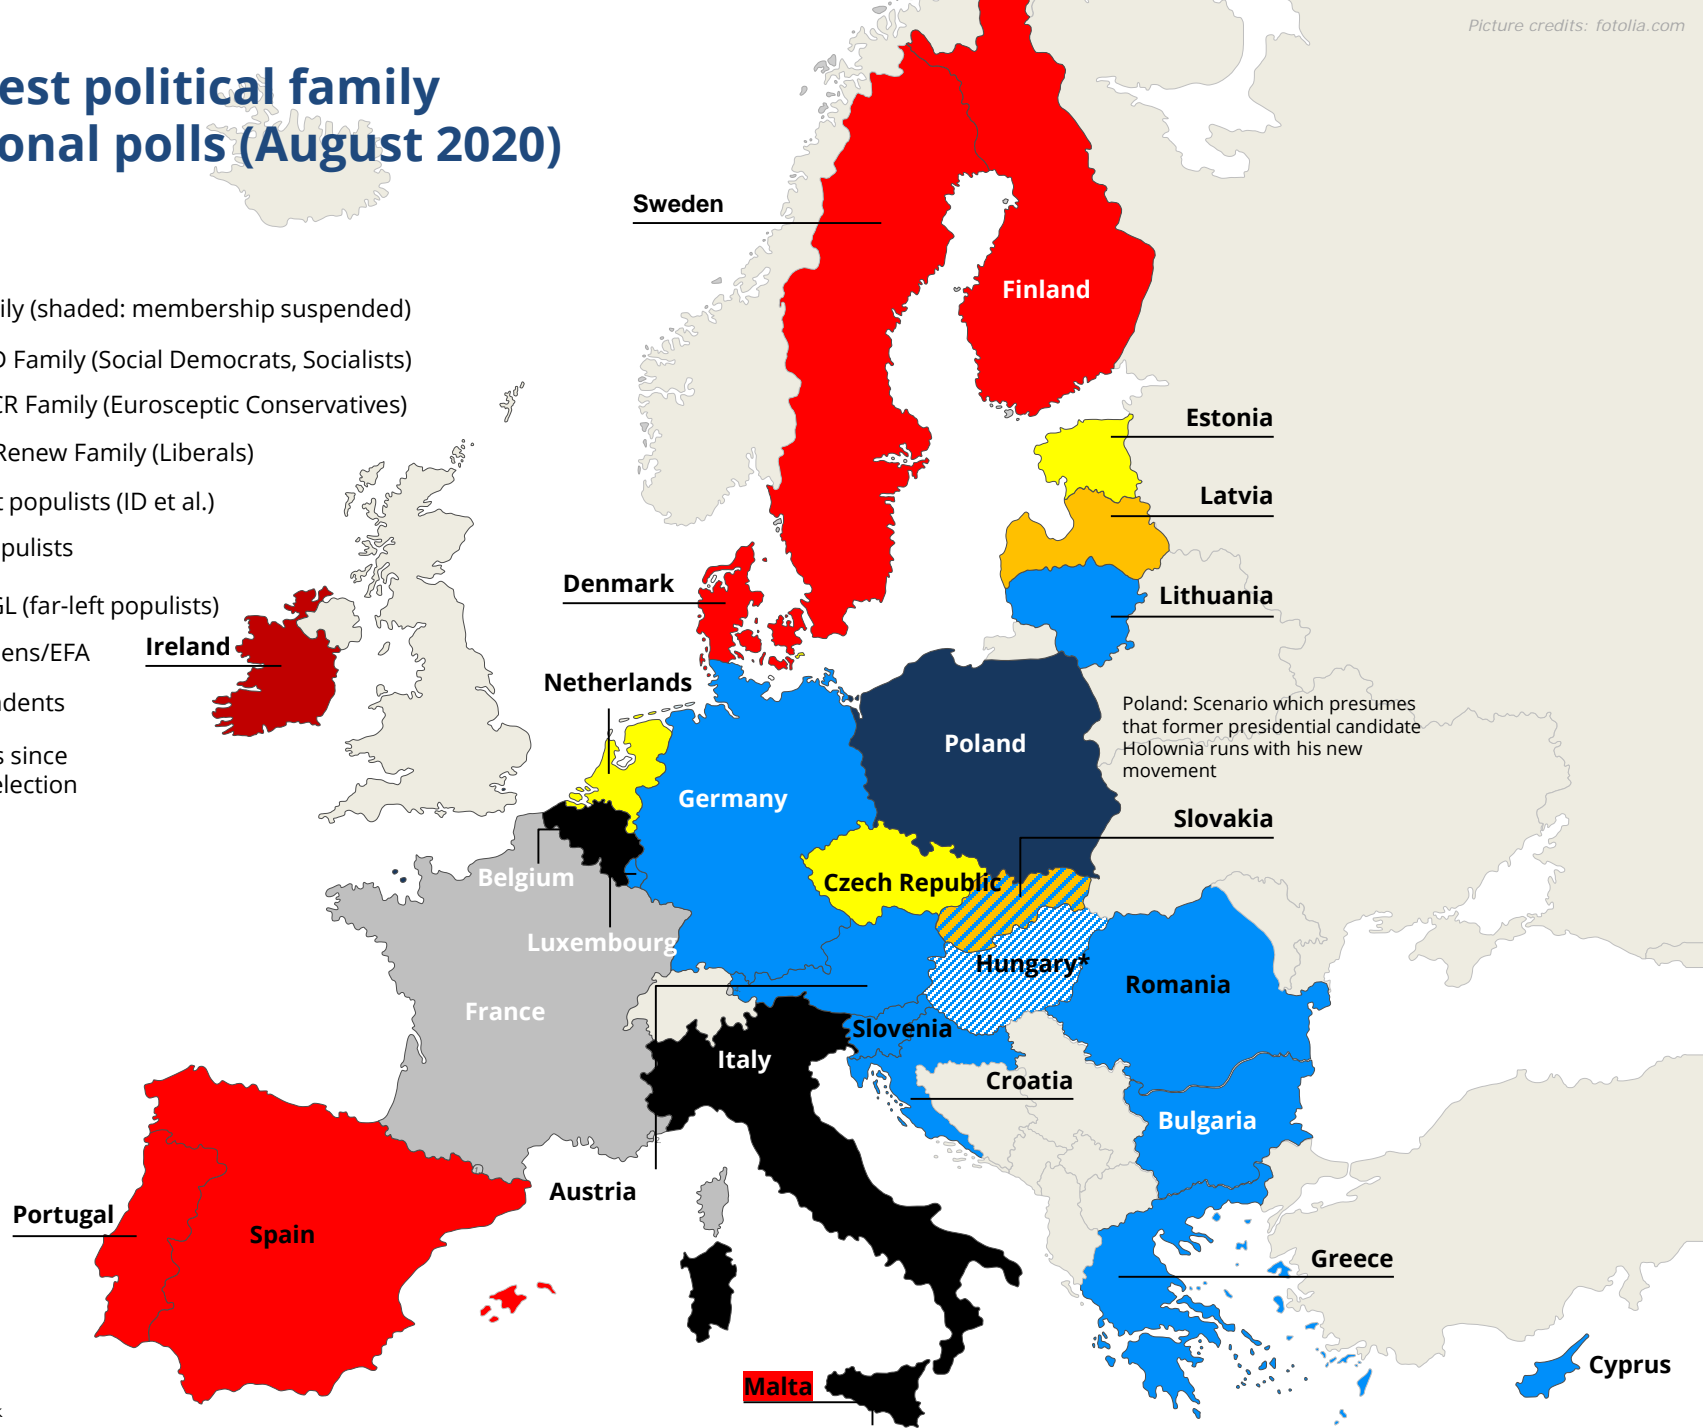 Picture credits: fotolia.com
est political family
onal polls (August 2020)
Sweden
Finland
ily (shaded: membership suspended)
D Family (Social Democrats, Socialists)
CR Family (Eurosceptic Conservatives)
Renew Family (Liberals)
t populists (ID et al.)
pulists
GL (far-left populists)
ens/EFA
dents
s since
election
Estonia
Latvia
Lithuania
Denmark
Ireland
Netherlands
Poland: Scenario which presumes
that former presidential candidate
Holownia runs with his new
movement
Poland
Germany
Slovakia
Belgium
Czech Republic
Luxembourg
Hungary*
Romania
France
Slovenia
Italy
Croatia
Bulgaria
Austria
Portugal
Spain
Greece
Malta
Cyprus